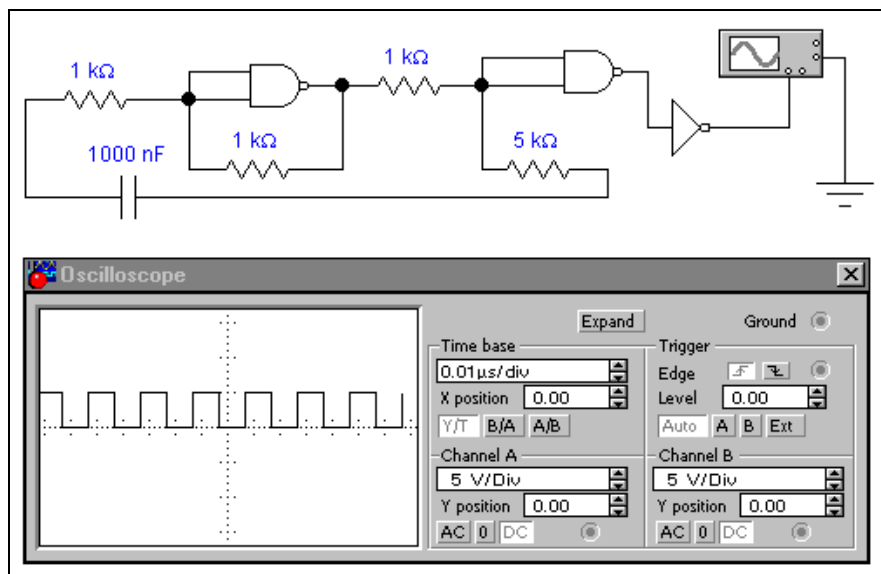 1 kΩ
1 kΩ
1 kΩ
5 kΩ
1000 nF
Oscilloscope
Expand
Ground
Time base
Trigger
0.01µs/div
Edge
X position 0.00
Level 0.00
Y/T B/A A/B
Auto A B Ext
Channel A
Channel B
5 V/Div
5 V/Div
Y position 0.00
Y position 0.00
AC 0 DC
AC 0 DC